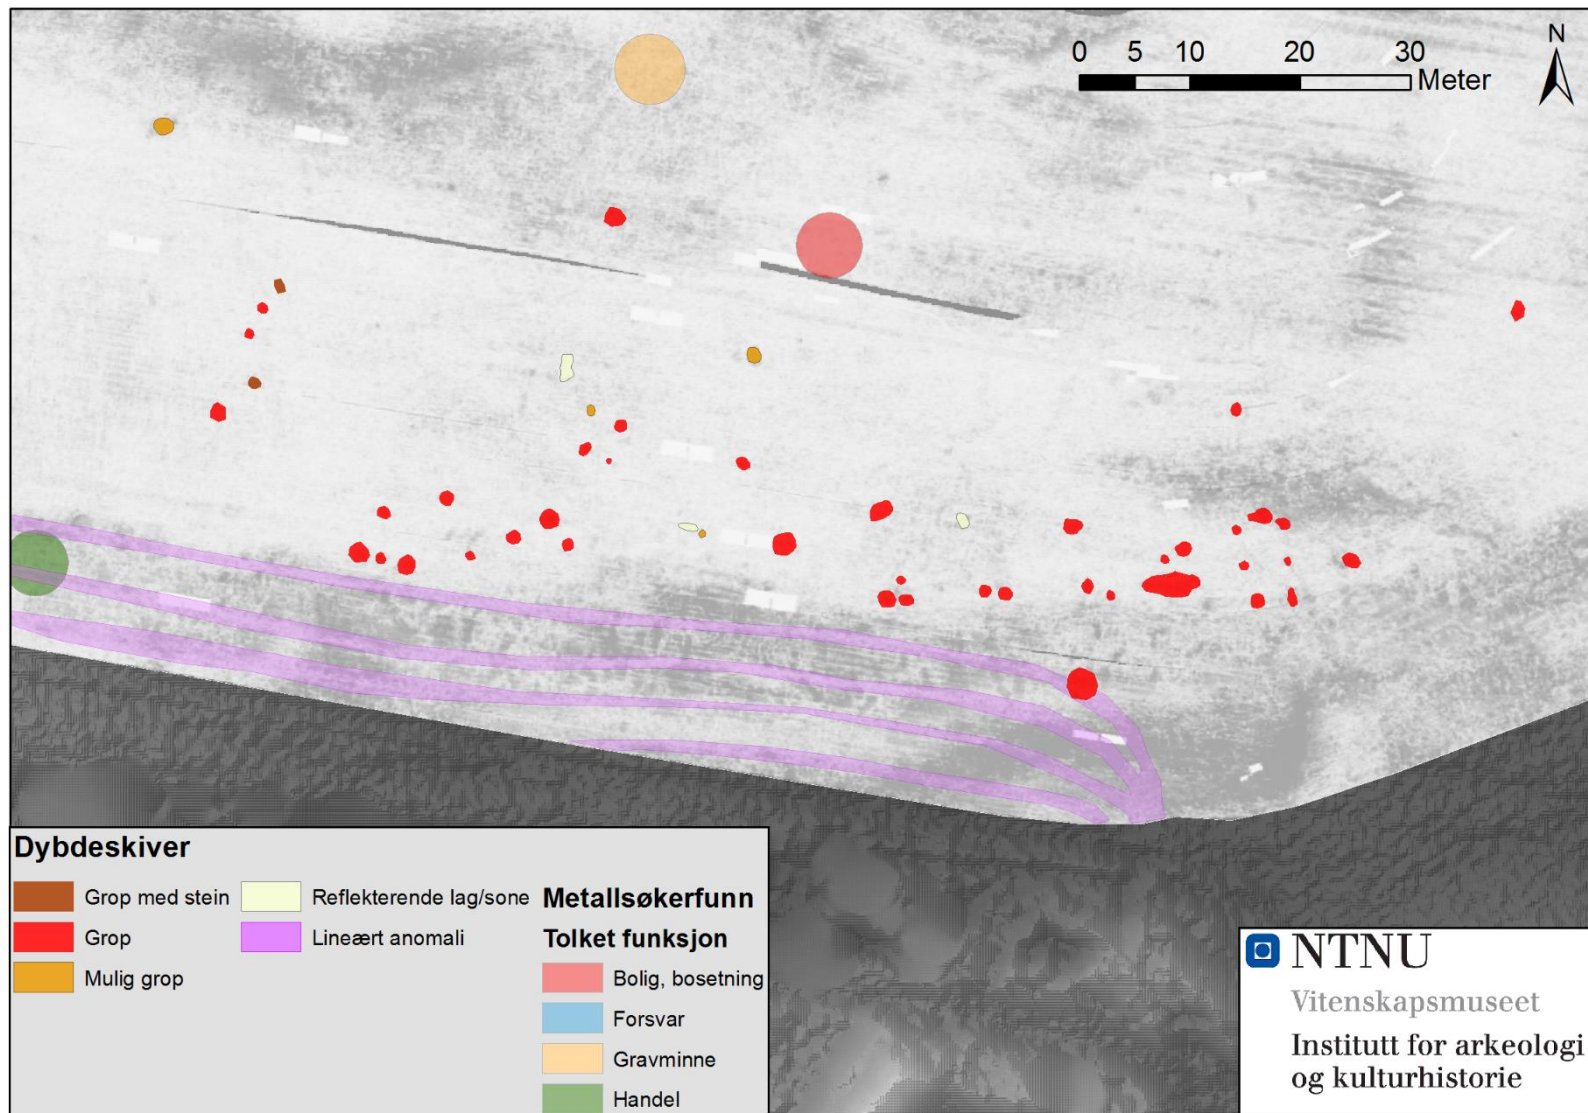 N
0 5 10 20 30
Meter
Dybdeskiver
Grop med stein
Grop
Mulig grop
Reflekterende lag/sone
Lineært anomali
Metallsøkerfunn
Tolket funksjon
Bolig, bosetning
Forsvar
Gravminne
Handel
NTNU
Vitenskapsmuseet
Institutt for arkeologi
og kulturhistorie